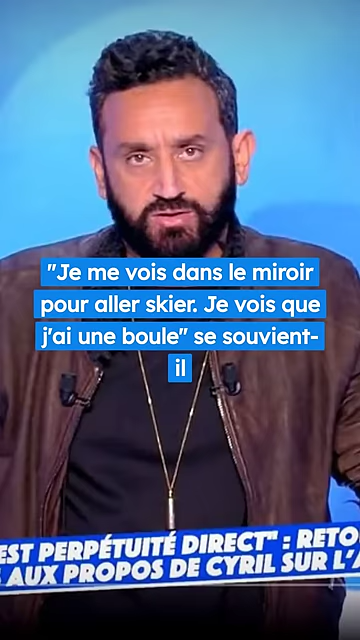 "Je me vois dans le miroir
pour aller skier. Je vois que
j'ai une boule" se souvient-
il
EST PERPÉTUITÉ DIRECT" : RETO
AUX PROPOS DE CYRIL SUR L'A